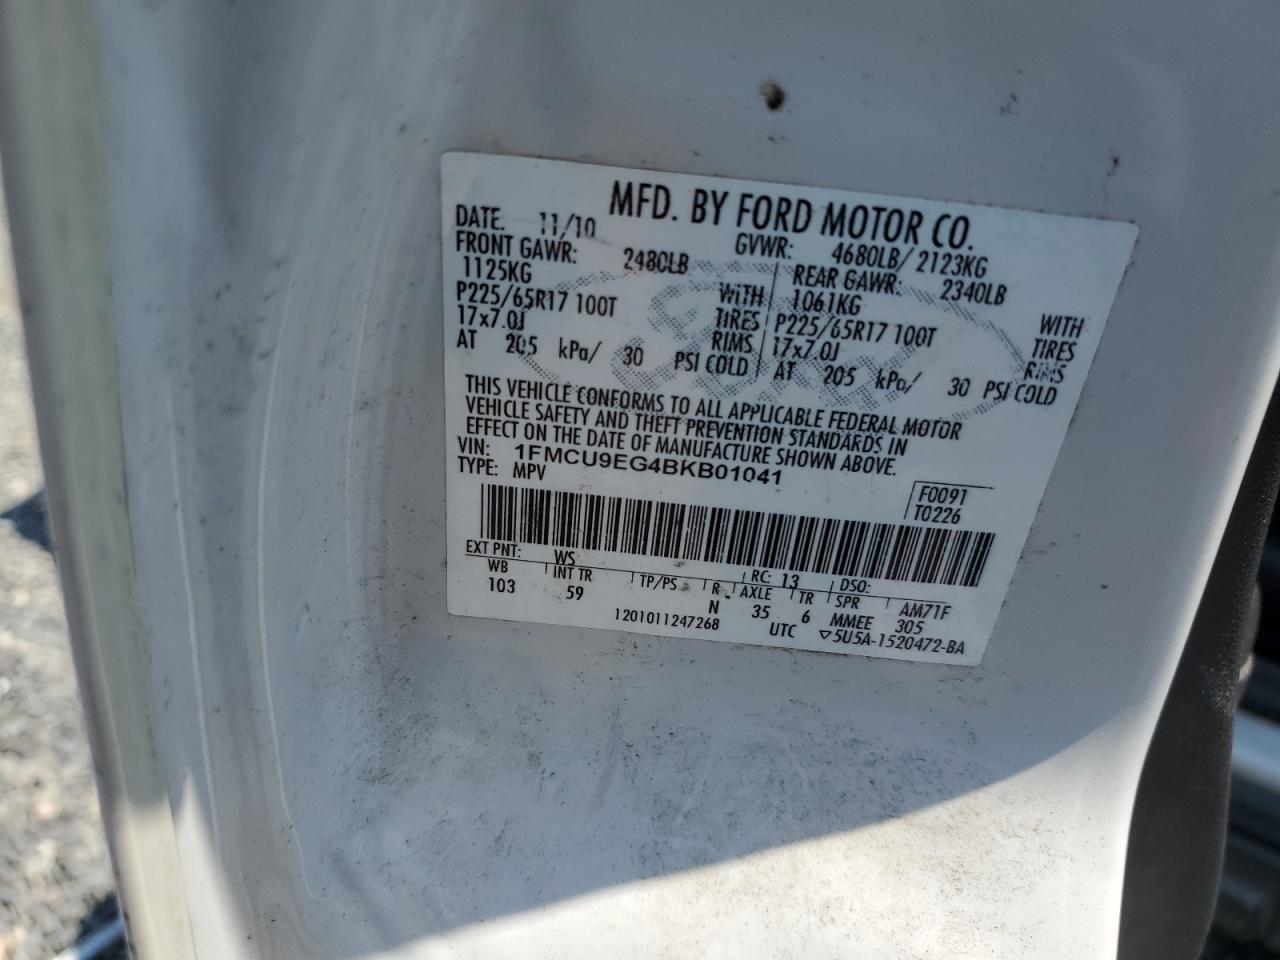 MFD. BY FORD MOTOR CO.
DATE: 11/10 GVWR: 4680LB/2123KG
FRONT GAWR: 2480LB REAR GAWR: 2340LB
1125KG WITH 1061KG WITH
P225/65R17 100T TIRES P225/65R17 100T TIRES
17x7.0J RIMS 17x7.0J RIMS
AT 205 kPa/ 30 PSI COLD AT 205 kPa/ 30 PSI COLD
THIS VEHICLE CONFORMS TO ALL APPLICABLE FEDERAL MOTOR
VEHICLE SAFETY AND THEFT PREVENTION STANDARDS IN
EFFECT ON THE DATE OF MANUFACTURE SHOWN ABOVE.
VIN: 1FMCU9EG4BKB01041
TYPE: MPV
F0091
T0226
EXT PNT: WS RC: 13 DSO:
WB INT TR TP/PS R AXLE TR SPR AM71F
103 59 N 35 6 MMEE 305
1201011247268 UTC ▽5U5A-1520472-BA